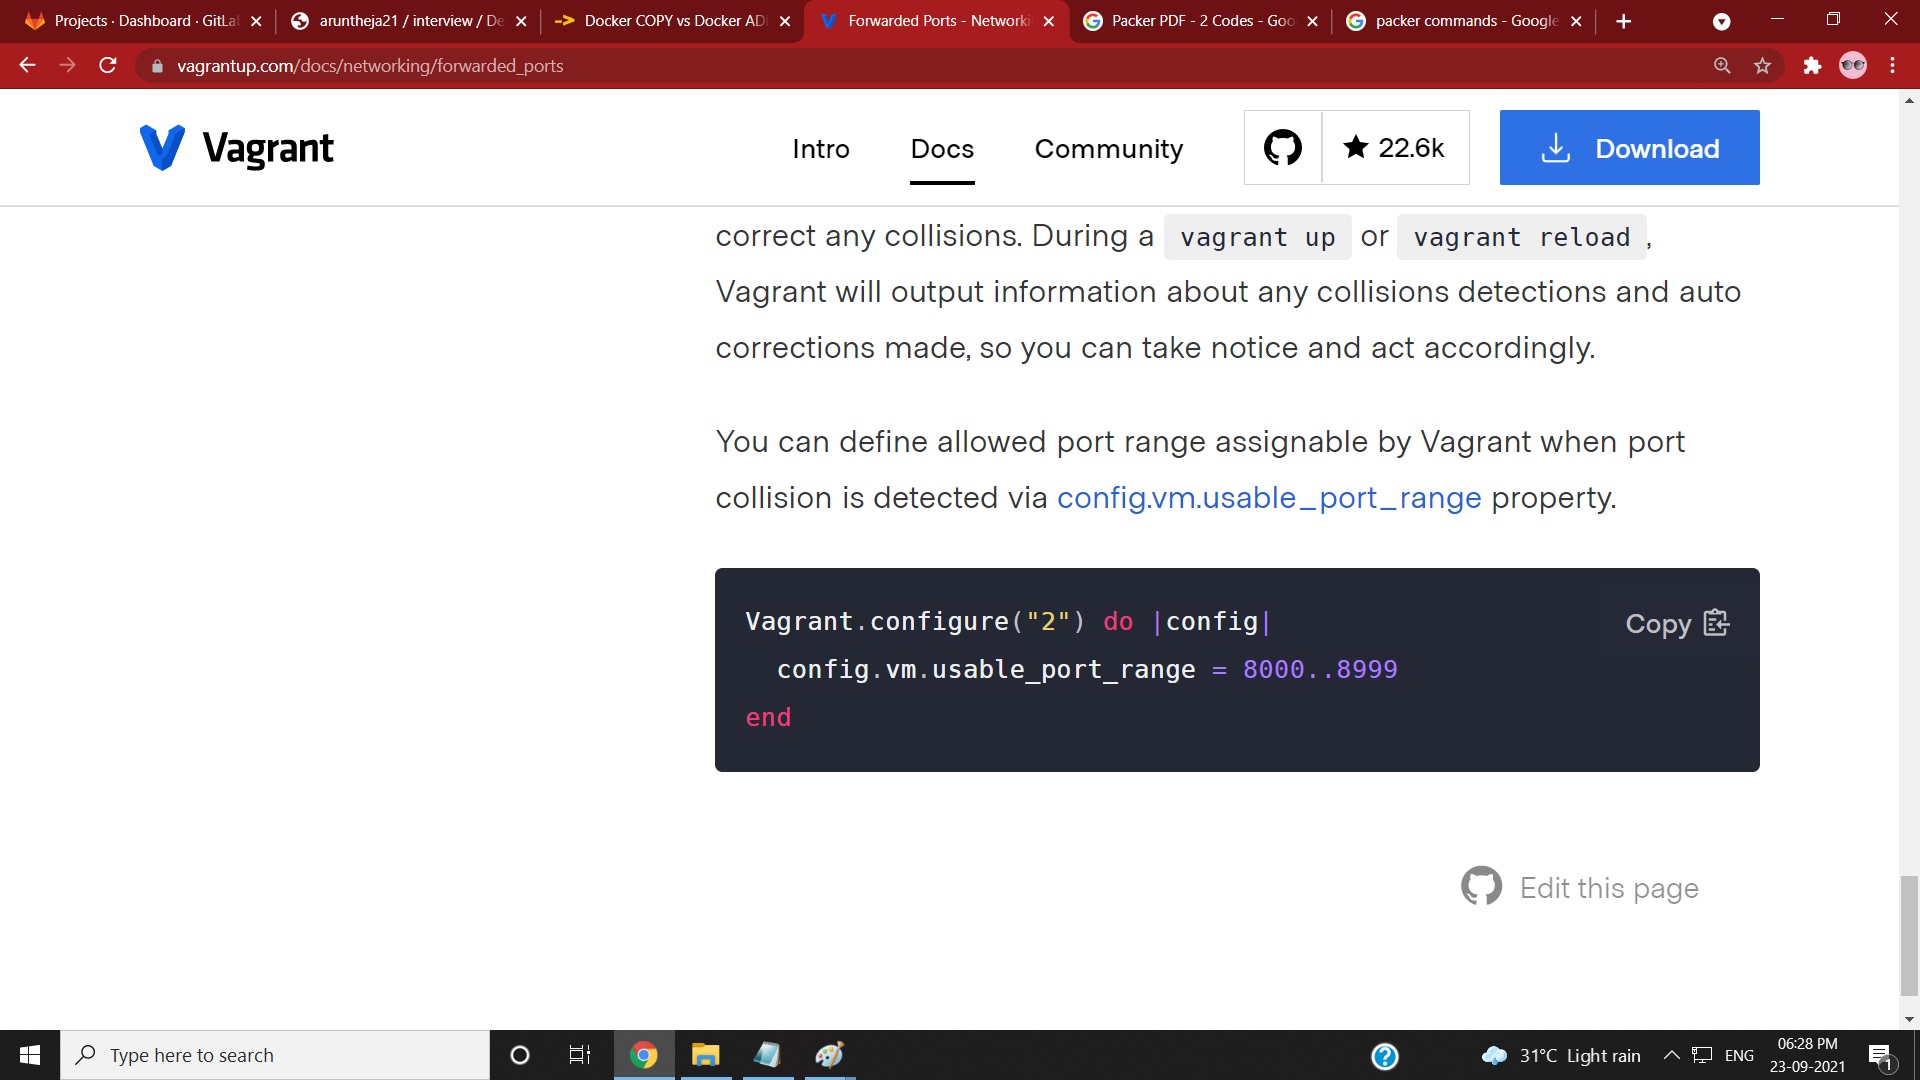 Projects · Dashboard · GitLa
aruntheja21 / interview / De
Docker COPY vs Docker AD
Forwarded Ports - Networki
Packer PDF - 2 Codes - Goo
packer commands - Google
vagrantup.com/docs/networking/forwarded_ports
Vagrant
Intro
Docs
Community
22.6k
Download
correct any collisions. During a vagrant up or vagrant reload,
Vagrant will output information about any collisions detections and auto
corrections made, so you can take notice and act accordingly.
You can define allowed port range assignable by Vagrant when port
collision is detected via config.vm.usable_port_range property.
Vagrant.configure("2") do |config|
Copy
config.vm.usable_port_range = 8000..8999
end
Edit this page
Type here to search
31°C Light rain
ENG
06:28 PM
23-09-2021
1